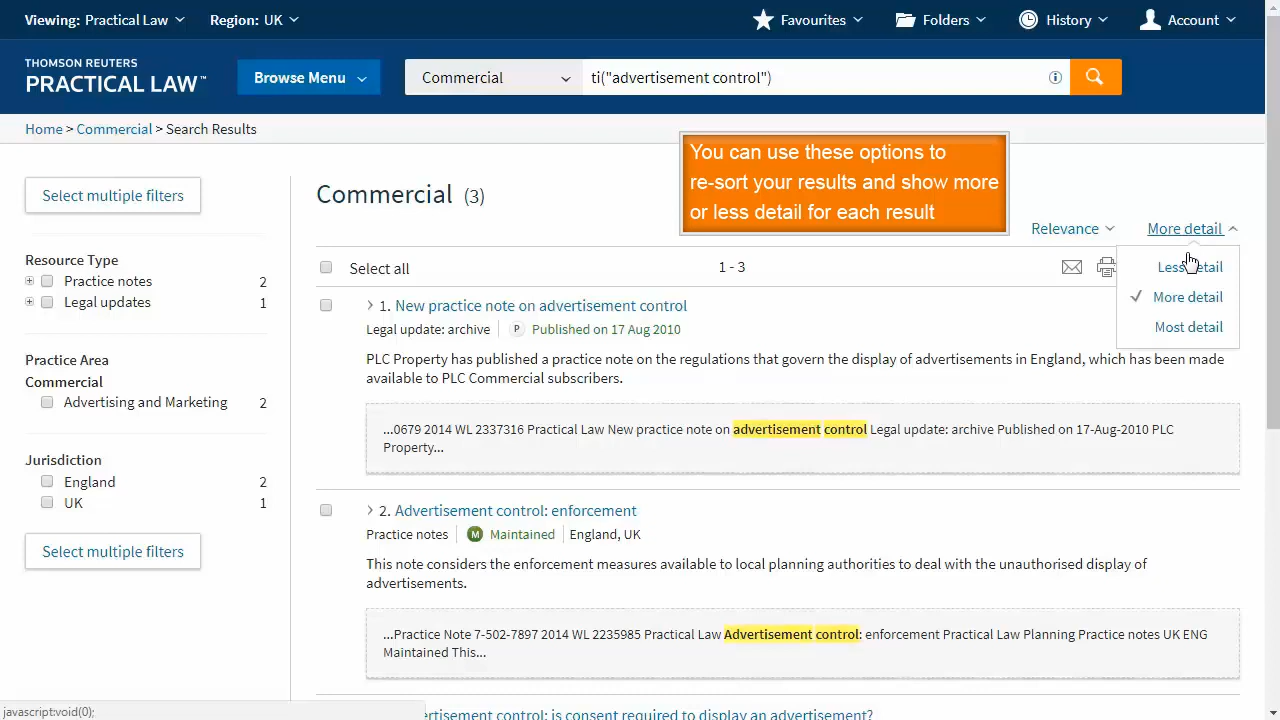 Viewing: Practical Law Region: UK Favourites Folders History Account
THOMSON REUTERS
PRACTICAL LAW™
Browse Menu Commercial ti("advertisement control")
Home > Commercial > Search Results
You can use these options to
re-sort your results and show more
or less detail for each result
Select multiple filters
Commercial (3)
Relevance More detail
Less detail
More detail
Most detail
Resource Type
Practice notes 2
Legal updates 1
Practice Area
Commercial
Advertising and Marketing 2
Jurisdiction
England 2
UK 1
Select multiple filters
Select all 1 - 3
1. New practice note on advertisement control
Legal update: archive P Published on 17 Aug 2010
PLC Property has published a practice note on the regulations that govern the display of advertisements in England, which has been made
available to PLC Commercial subscribers.
...0679 2014 WL 2337316 Practical Law New practice note on advertisement control Legal update: archive Published on 17-Aug-2010 PLC
Property...
2. Advertisement control: enforcement
Practice notes M Maintained England, UK
This note considers the enforcement measures available to local planning authorities to deal with the unauthorised display of
advertisements.
...Practice Note 7-502-7897 2014 WL 2235985 Practical Law Advertisement control: enforcement Practical Law Planning Practice notes UK ENG
Maintained This...
ertisement control: is consent required to display an advertisement?
javascript:void(0);